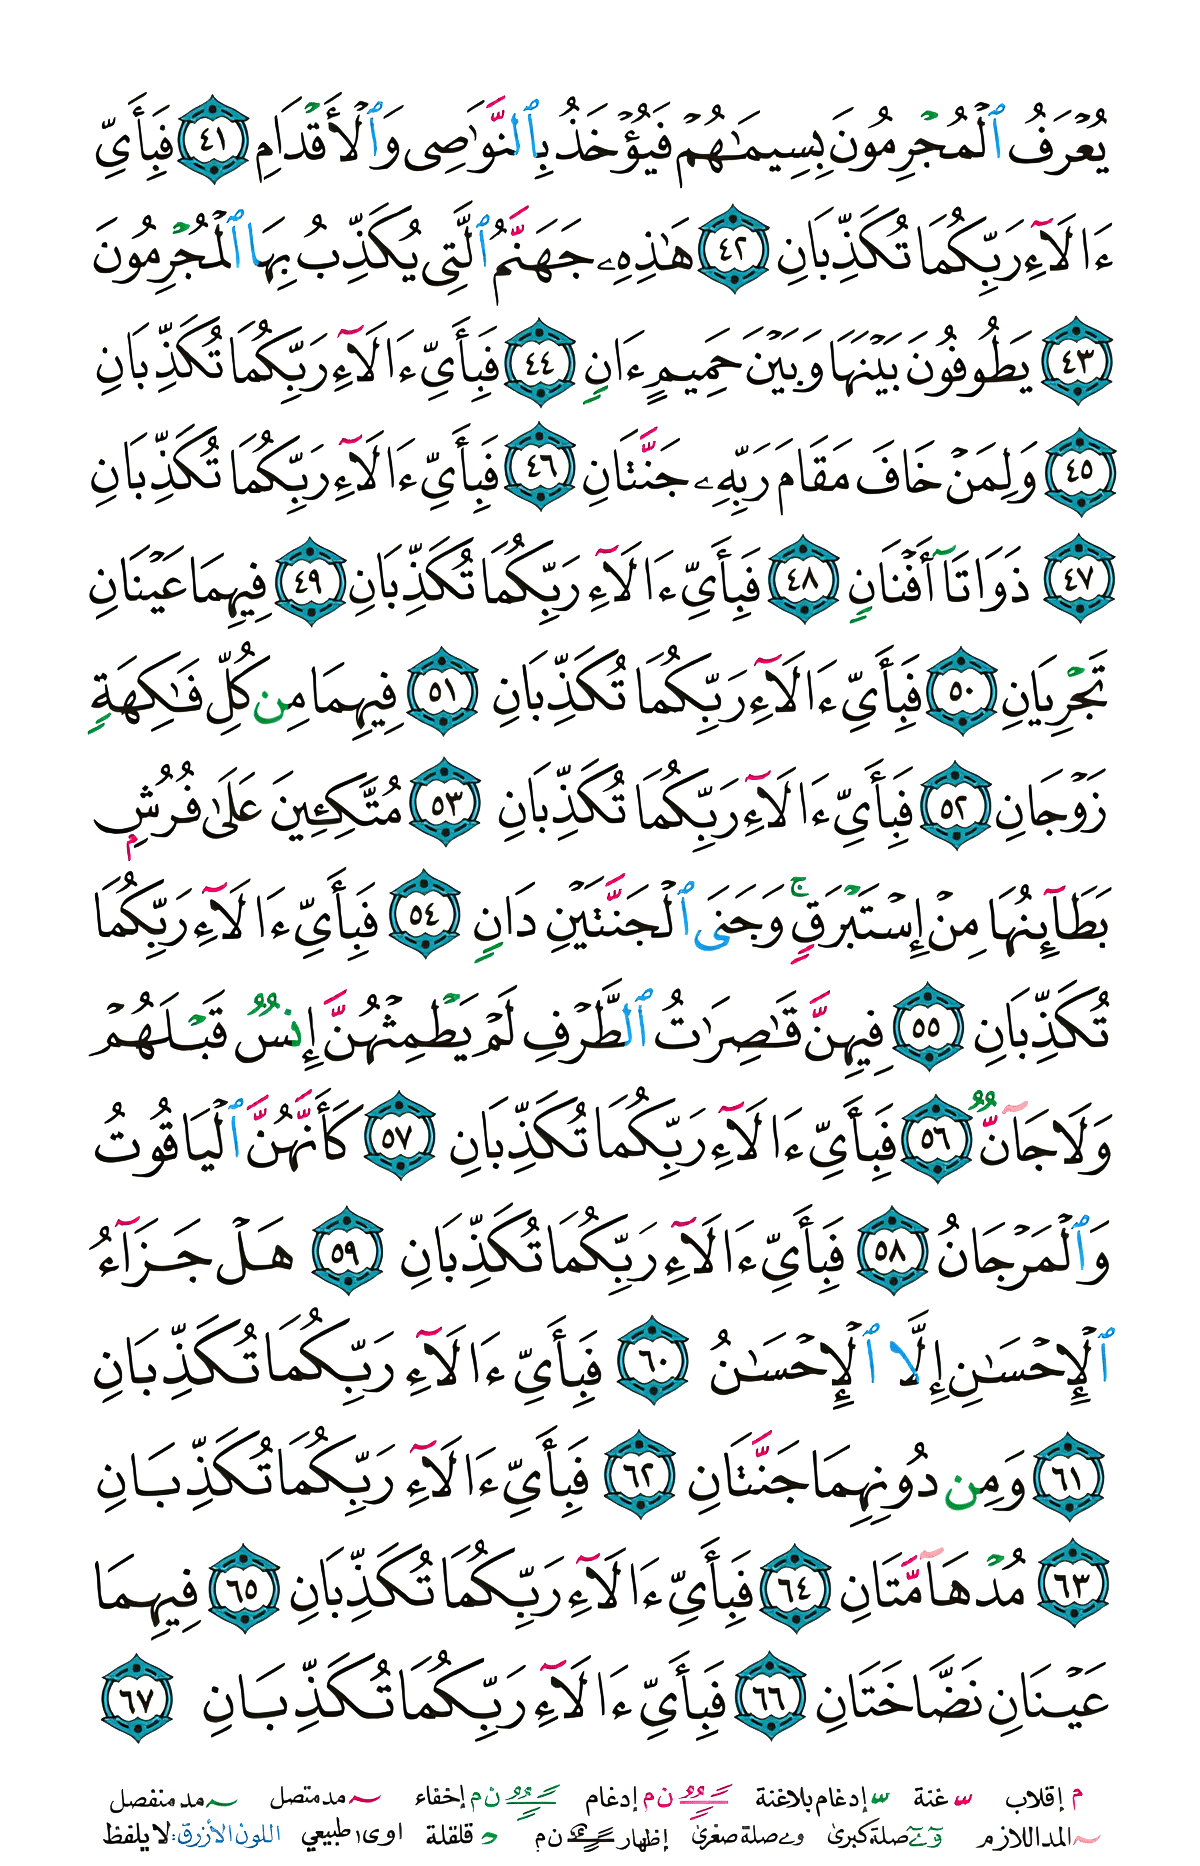 يُعْرَفُ ٱلْمُجْرِمُونَ بِسِيمَـٰهُمْ فَيُؤْخَذُ بِٱلنَّوَٰصِى وَٱلْأَقْدَامِ ٤١ فَبِأَىِّ
ءَالَآءِ رَبِّكُمَا تُكَذِّبَانِ ٤٢ هَـٰذِهِۦ جَهَنَّمُ ٱلَّتِى يُكَذِّبُ بِهَا ٱلْمُجْرِمُونَ
٤٣ يَطُوفُونَ بَيْنَهَا وَبَيْنَ حَمِيمٍ ءَانٍ ٤٤ فَبِأَىِّ ءَالَآءِ رَبِّكُمَا تُكَذِّبَانِ
٤٥ وَلِمَنْ خَافَ مَقَامَ رَبِّهِۦ جَنَّتَانِ ٤٦ فَبِأَىِّ ءَالَآءِ رَبِّكُمَا تُكَذِّبَانِ
٤٧ ذَوَاتَآ أَفْنَانٍ ٤٨ فَبِأَىِّ ءَالَآءِ رَبِّكُمَا تُكَذِّبَانِ ٤٩ فِيهِمَا عَيْنَانِ
تَجْرِيَانِ ٥٠ فَبِأَىِّ ءَالَآءِ رَبِّكُمَا تُكَذِّبَانِ ٥١ فِيهِمَا مِن كُلِّ فَـٰكِهَةٍ
زَوْجَانِ ٥٢ فَبِأَىِّ ءَالَآءِ رَبِّكُمَا تُكَذِّبَانِ ٥٣ مُتَّكِـِٔينَ عَلَىٰ فُرُشٍۭ
بَطَآئِنُهَا مِنْ إِسْتَبْرَقٍ ۚ وَجَنَى ٱلْجَنَّتَيْنِ دَانٍ ٥٤ فَبِأَىِّ ءَالَآءِ رَبِّكُمَا
تُكَذِّبَانِ ٥٥ فِيهِنَّ قَـٰصِرَٰتُ ٱلطَّرْفِ لَمْ يَطْمِثْهُنَّ إِنسٌ قَبْلَهُمْ
وَلَا جَآنٌّ ٥٦ فَبِأَىِّ ءَالَآءِ رَبِّكُمَا تُكَذِّبَانِ ٥٧ كَأَنَّهُنَّ ٱلْيَاقُوتُ
وَٱلْمَرْجَانُ ٥٨ فَبِأَىِّ ءَالَآءِ رَبِّكُمَا تُكَذِّبَانِ ٥٩ هَلْ جَزَآءُ
ٱلْإِحْسَـٰنِ إِلَّا ٱلْإِحْسَـٰنُ ٦٠ فَبِأَىِّ ءَالَآءِ رَبِّكُمَا تُكَذِّبَانِ
٦١ وَمِن دُونِهِمَا جَنَّتَانِ ٦٢ فَبِأَىِّ ءَالَآءِ رَبِّكُمَا تُكَذِّبَانِ
٦٣ مُدْهَآمَّتَانِ ٦٤ فَبِأَىِّ ءَالَآءِ رَبِّكُمَا تُكَذِّبَانِ ٦٥ فِيهِمَا
عَيْنَانِ نَضَّاخَتَانِ ٦٦ فَبِأَىِّ ءَالَآءِ رَبِّكُمَا تُكَذِّبَانِ ٦٧
م إقلاب غنة إدغام بلاغنة ن م إدغام ن م إخفاء مد متصل مد منفصل
المد اللازم صلة كبرى صلة صغرى إظهار ن م قلقلة اوى طبيعي اللون الأزرق: لا يلفظ